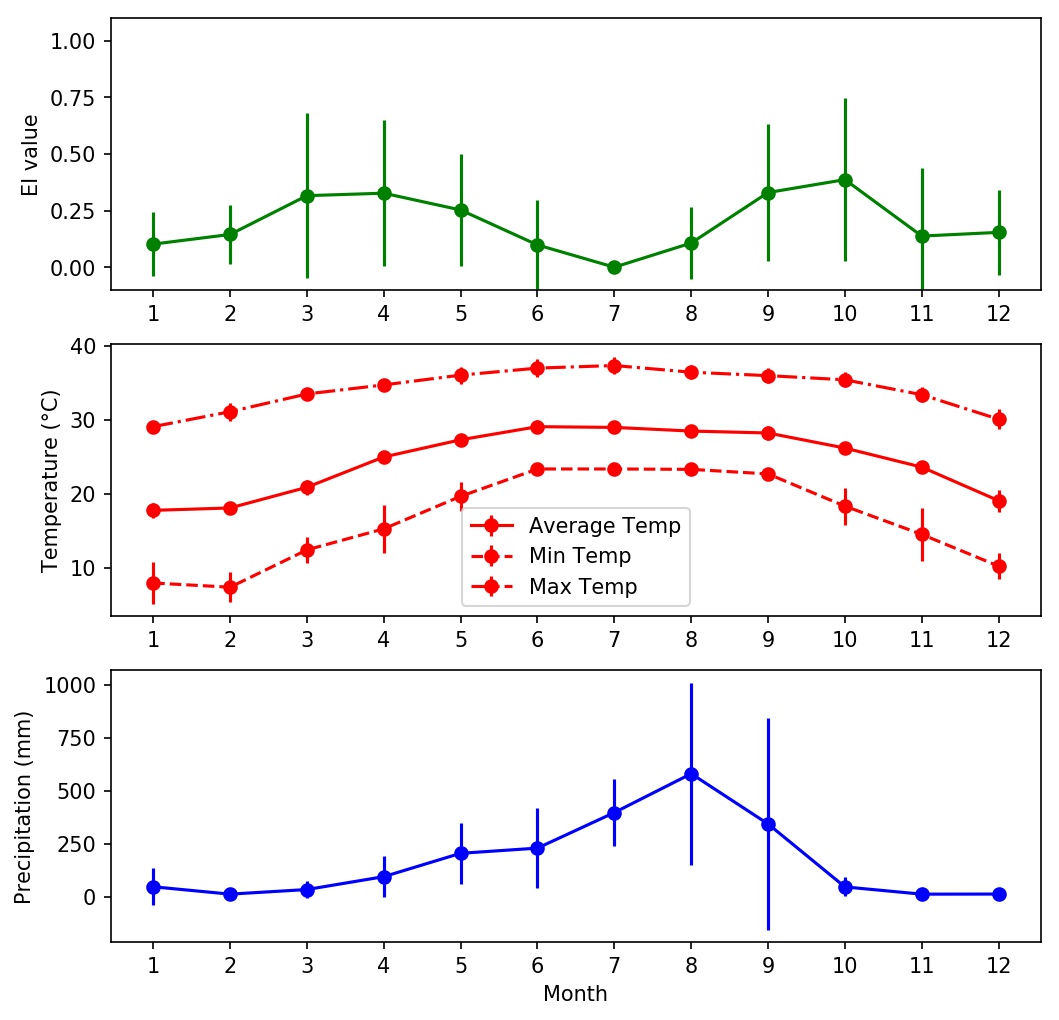 1.00
0.75
0.50
0.25
0.00
EI value
1 2 3 4 5 6 7 8 9 10 11 12
40
30
20
10
Temperature (°C)
Average Temp
Min Temp
Max Temp
1 2 3 4 5 6 7 8 9 10 11 12
1000
750
500
250
0
Precipitation (mm)
1 2 3 4 5 6 7 8 9 10 11 12
Month